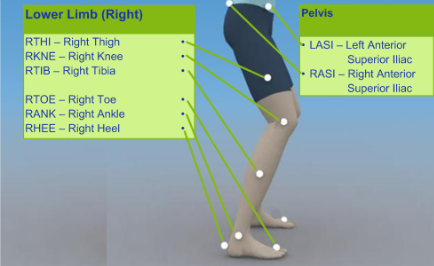 Lower Limb (Right)
RTHI – Right Thigh
RKNE – Right Knee
RTIB – Right Tibia
RTOE – Right Toe
RANK – Right Ankle
RHEE – Right Heel
Pelvis
• LASI – Left Anterior
Superior Iliac
• RASI – Right Anterior
Superior Iliac